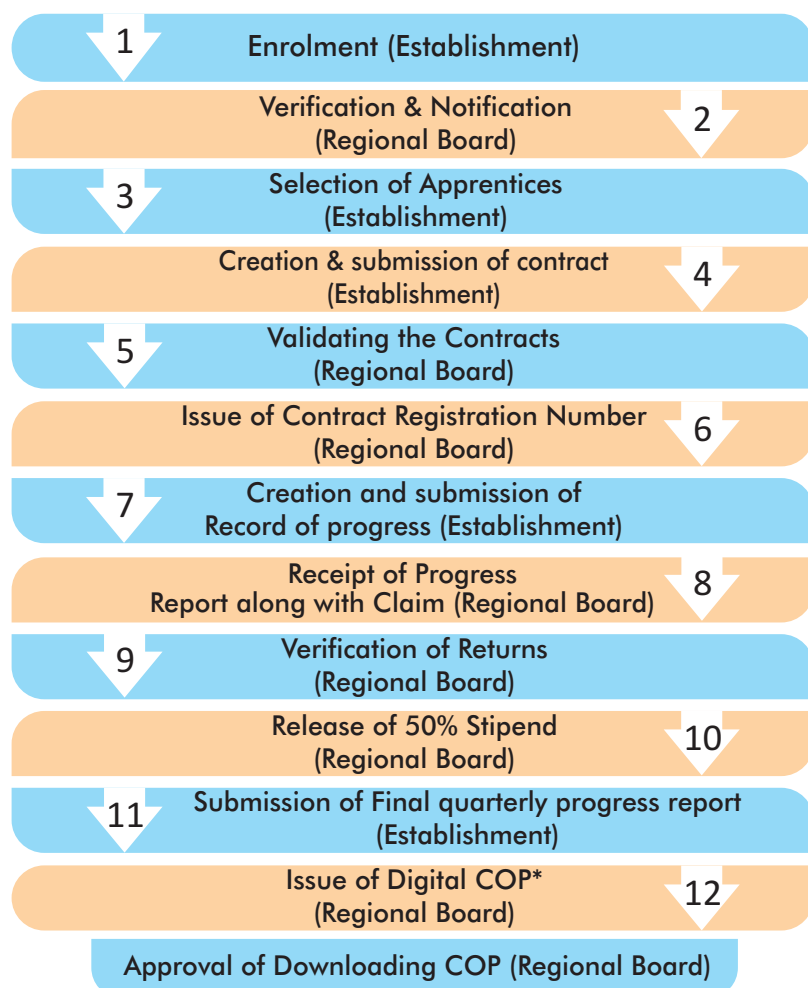 1
Enrolment (Establishment)
Verification & Notification
(Regional Board)
2
3
Selection of Apprentices
(Establishment)
Creation & submission of contract
(Establishment)
4
5
Validating the Contracts
(Regional Board)
Issue of Contract Registration Number
(Regional Board)
6
7
Creation and submission of
Record of progress (Establishment)
Receipt of Progress
Report along with Claim (Regional Board)
8
9
Verification of Returns
(Regional Board)
Release of 50% Stipend
(Regional Board)
10
11
Submission of Final quarterly progress report
(Establishment)
Issue of Digital COP*
(Regional Board)
12
Approval of Downloading COP (Regional Board)